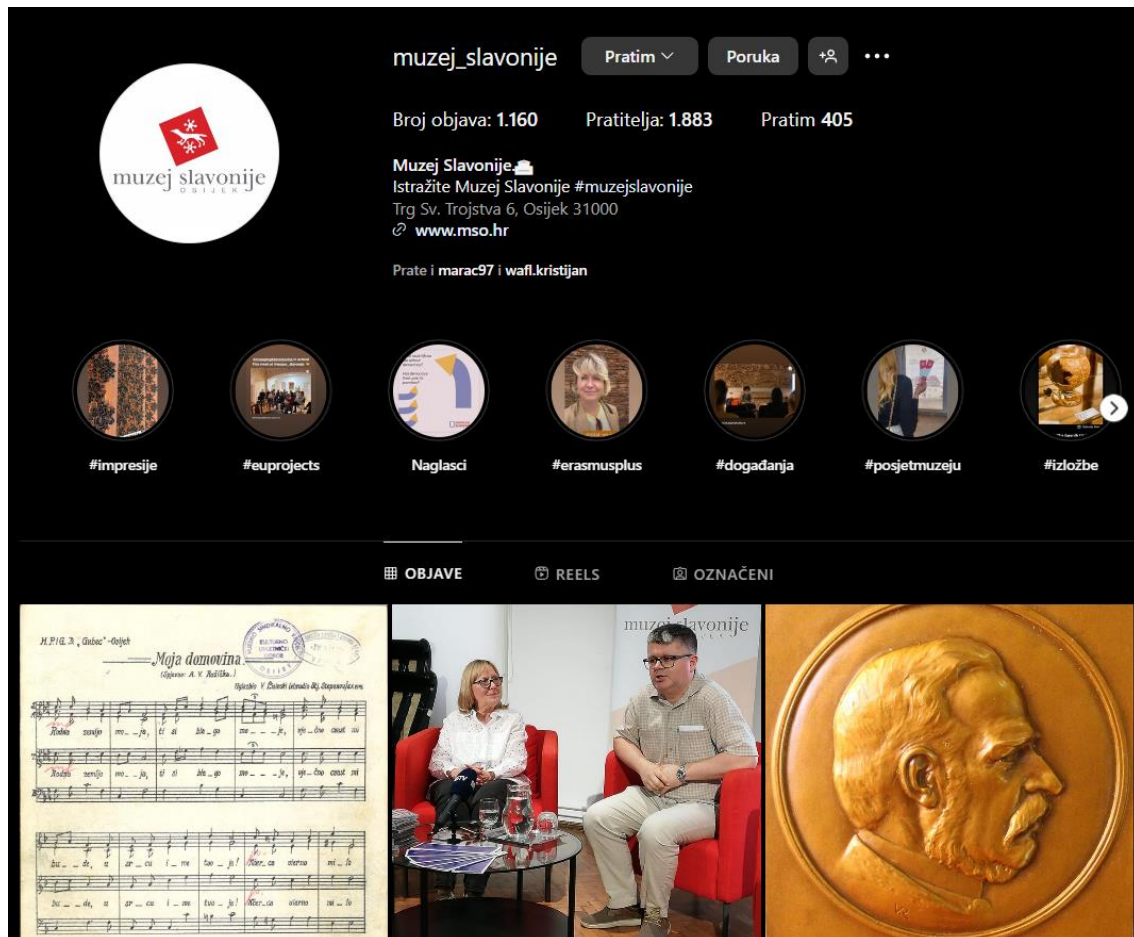 muzej_slavonije Pratim Poruka
muzej slavonije
OSIJEK
Broj objava: 1.160 Pratitelja: 1.883 Pratim 405
Muzej Slavonije
Istražite Muzej Slavonije #muzejslavonije
Trg Sv. Trojstva 6, Osijek 31000
www.mso.hr
Prate i marac97 i wafl.kristijan
#impresije #euprojects Naglasci #erasmusplus #događanja #posjetmuzeju #izložbe
OBJAVE REELS OZNAČENI
"Gubec" -Osijek
Moja domovina
muzej slavonije